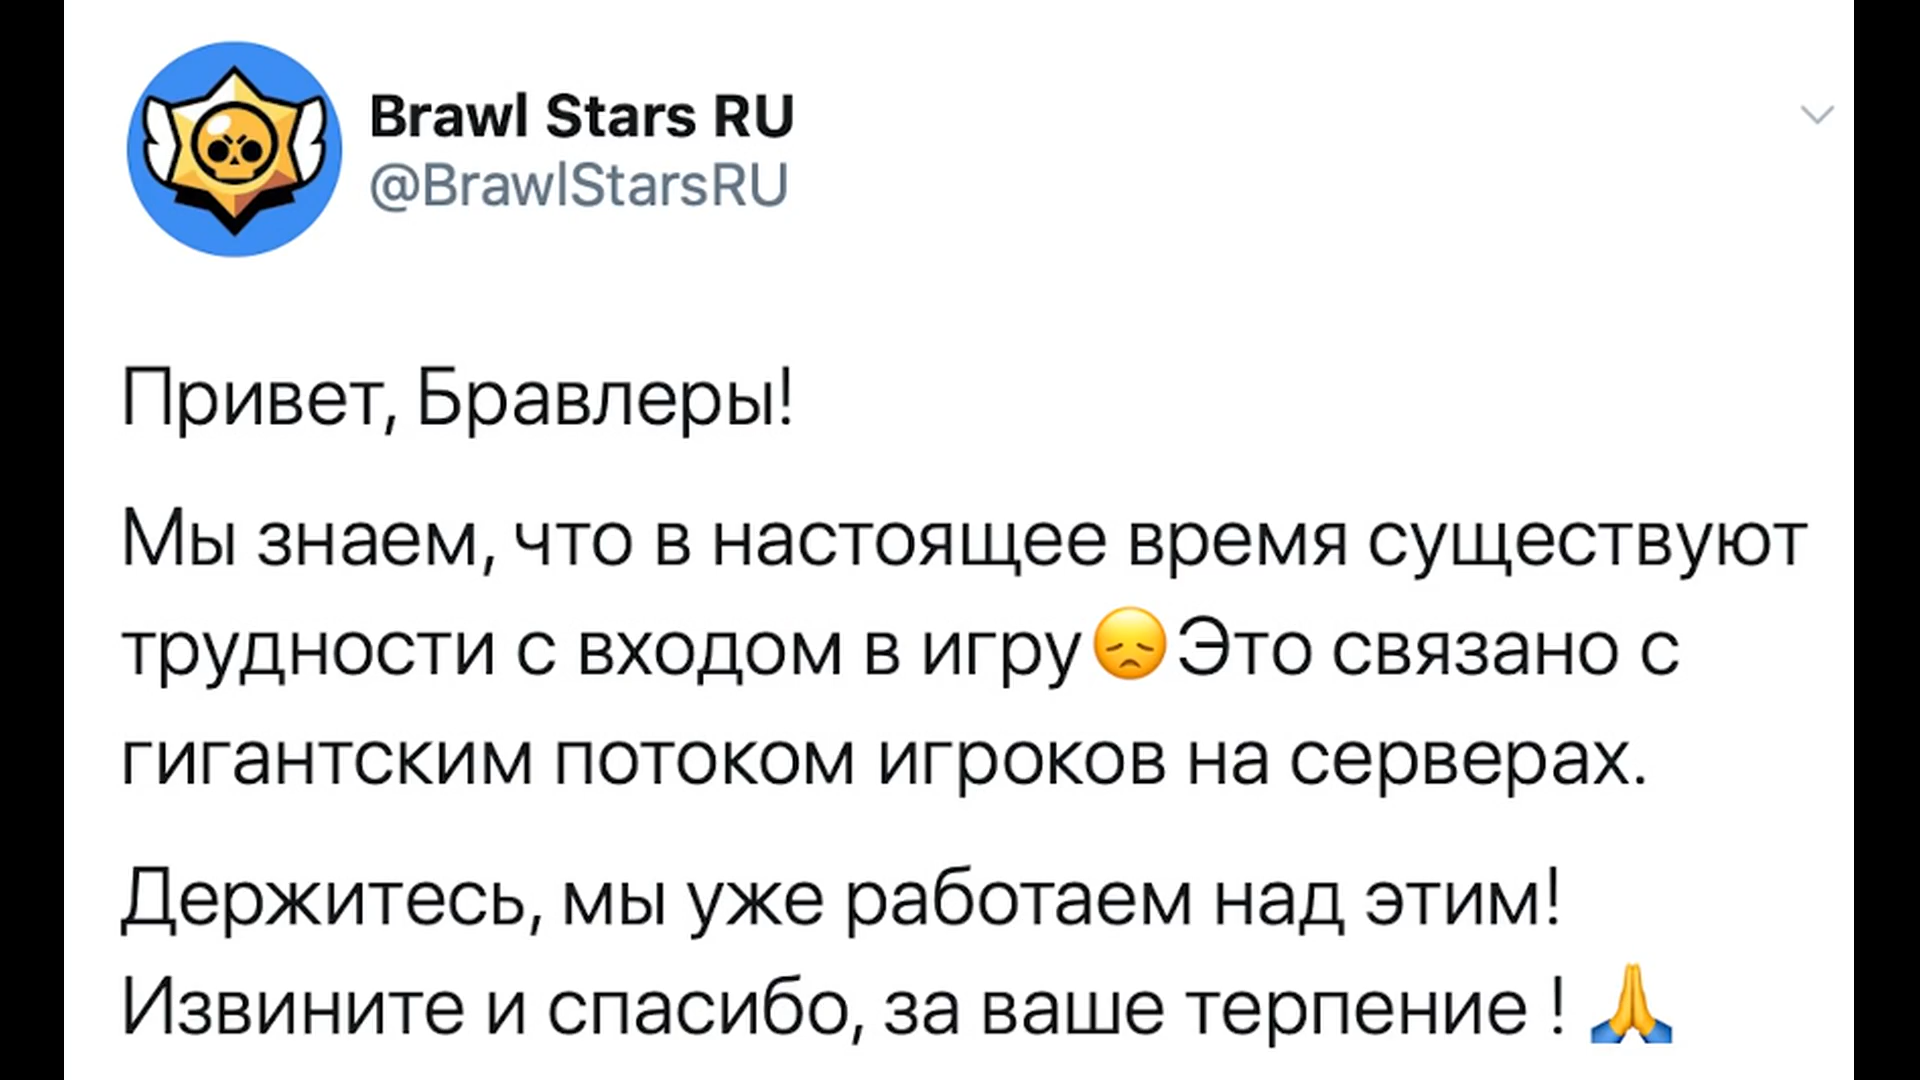 Brawl Stars RU
@BrawlStarsRU
Привет, Бравлеры!
Мы знаем, что в настоящее время существуют
трудности с входом в игру😞Это связано с
гигантским потоком игроков на серверах.
Держитесь, мы уже работаем над этим!
Извините и спасибо, за ваше терпение ! 🙏